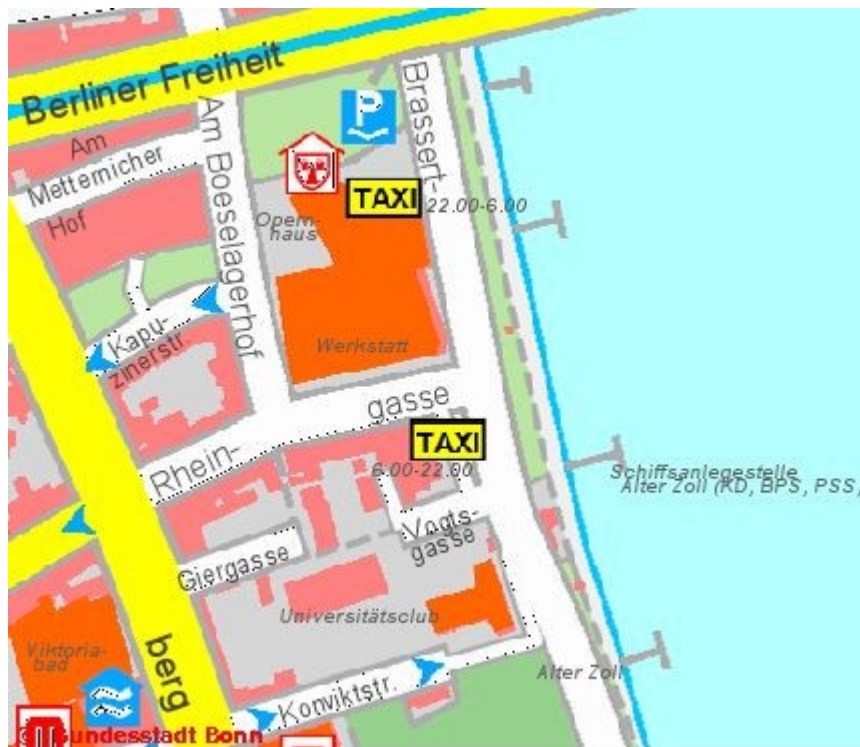 Berliner Freiheit
Am
Metternicher
Hof
Am Boeselagerhof
P
Brassert-
TAXI
22.00-6.00
Opern-
haus
Werkstatt
Kapu-
zinerstr.
Rhein-
gasse
TAXI
6.00-22.00
Schiffsanlegestelle
Alter Zoll (KD, BPS, PSS,
Vogts-
gasse
Giergasse
Universitätsclub
Viktoria-
bad
berg
Alter Zoll
Konviktstr.
Bundesstadt Bonn